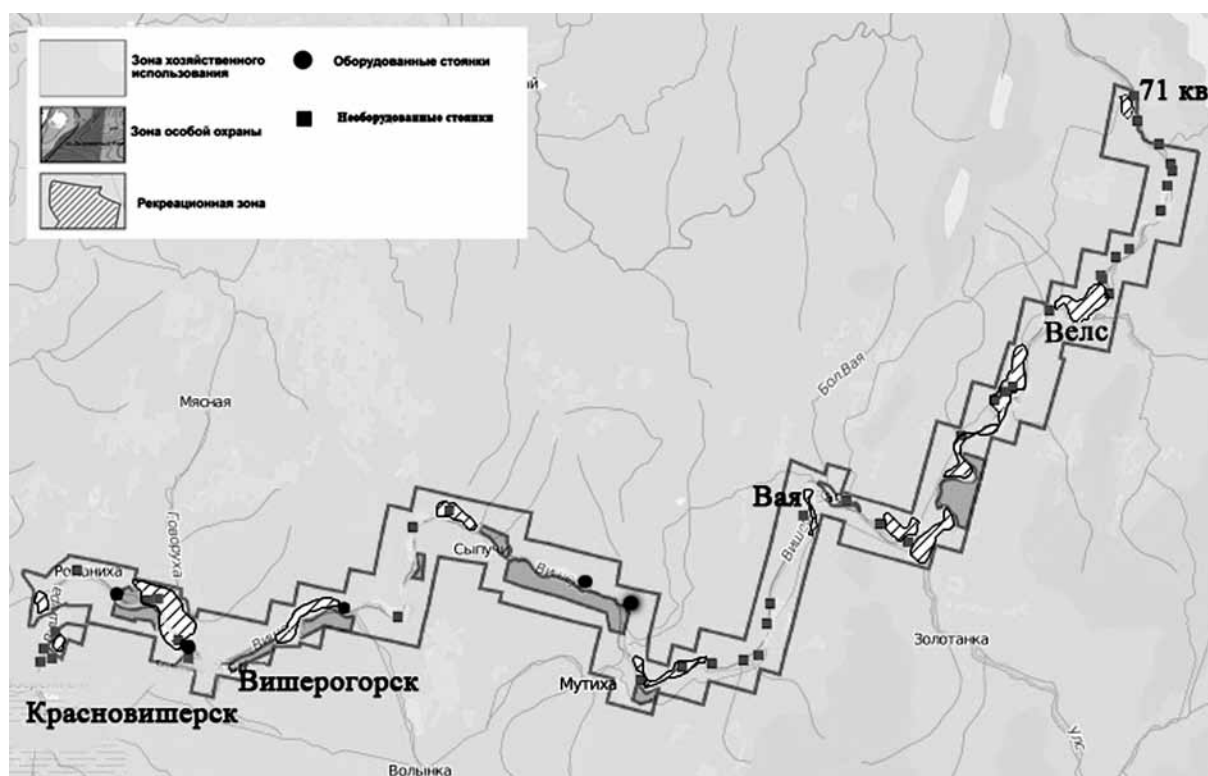 Зона хозяйственного
использования
Оборудованные стоянки
Зона особой охраны
Необорудованные стоянки
Рекреационная зона
71 кв
Велс
Бол.Вая
Мясная
Говоруха
Вая
Сыпучи
Золотанка
Мутиха
Вишерогорск
Красновишерск
Улс
Волынка